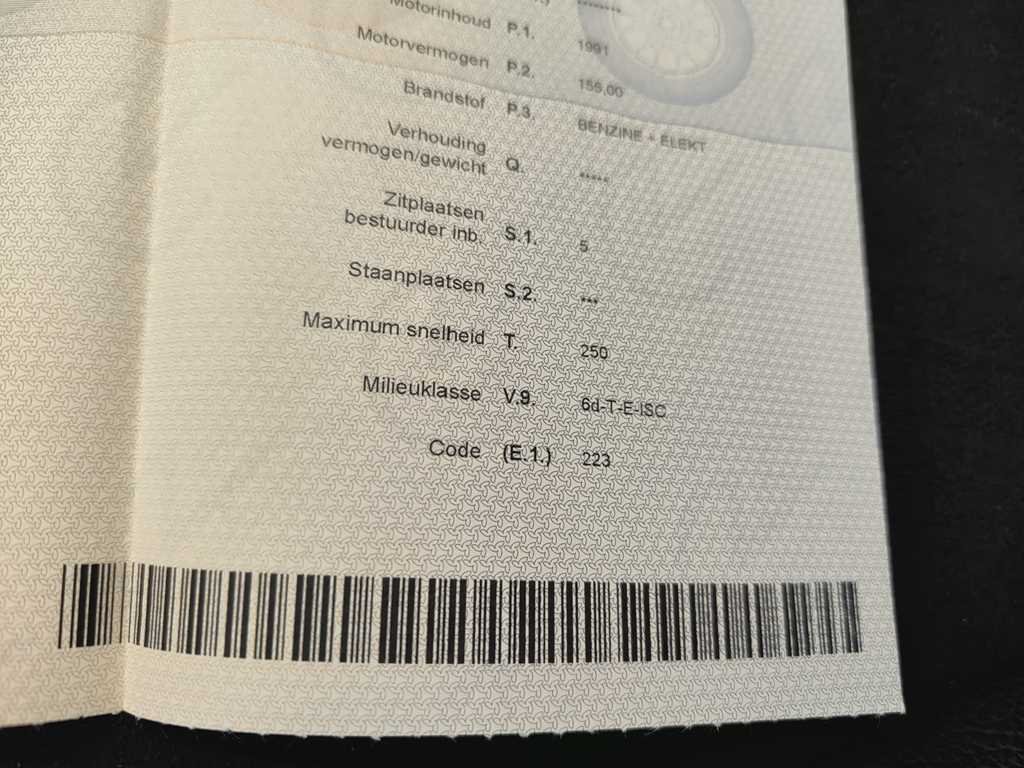 Motorinhoud P.1. 1991
Motorvermogen P.2. 155,00
Brandstof P.3. BENZINE + ELEKT
Verhouding
vermogen/gewicht Q. *****
Zitplaatsen
bestuurder inb. S.1. 5
Staanplaatsen S.2. ***
Maximum snelheid T. 250
Milieuklasse V.9. 6d-T-E-ISC
Code (E.1.) 223